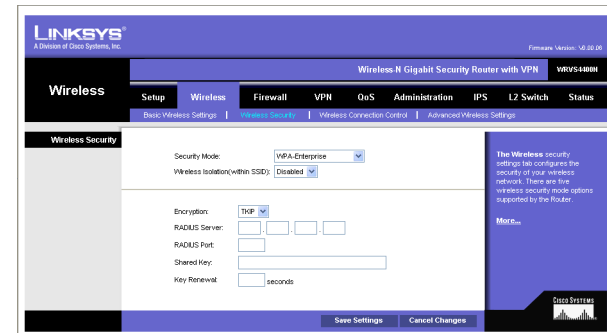 LINKSYS®
A Division of Cisco Systems, Inc.
Firmware Version: V0.00.06
Wireless-N Gigabit Security Router with VPN WRVS4400N
Wireless
Setup Wireless Firewall VPN QoS Administration IPS L2 Switch Status
Basic Wireless Settings | Wireless Security | Wireless Connection Control | Advanced Wireless Settings
Wireless Security
Security Mode: WPA-Enterprise
Wireless Isolation(within SSID): Disabled
Encryption: TKIP
RADIUS Server: . . .
RADIUS Port:
Shared Key:
Key Renewal: seconds
The Wireless security
settings tab configures the
security of your wireless
network. There are five
wireless security mode options
supported by the Router.
More...
Save Settings Cancel Changes
CISCO SYSTEMS